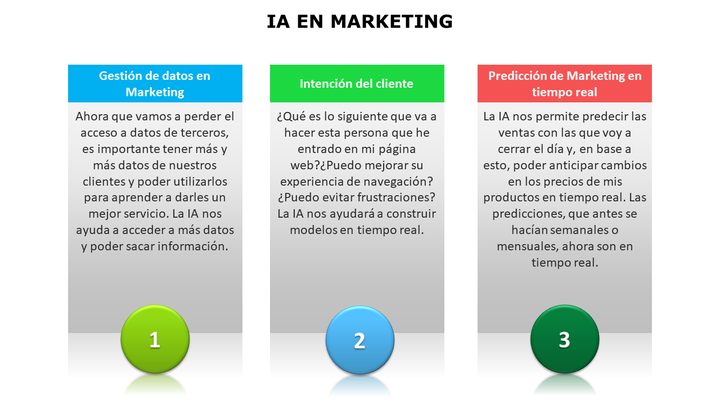 IA EN MARKETING
Gestión de datos en
Marketing
Ahora que vamos a perder el
acceso a datos de terceros,
es importante tener más y
más datos de nuestros
clientes y poder utilizarlos
para aprender a darles un
mejor servicio. La IA nos
ayuda a acceder a más datos
y poder sacar información.
1
Intención del cliente
¿Qué es lo siguiente que va a
hacer esta persona que he
entrado en mi página
web?¿Puedo mejorar su
experiencia de navegación?
¿Puedo evitar frustraciones?
La IA nos ayudará a construir
modelos en tiempo real.
2
Predicción de Marketing en
tiempo real
La IA nos permite predecir las
ventas con las que voy a
cerrar el día y, en base a
esto, poder anticipar cambios
en los precios de mis
productos en tiempo real. Las
predicciones, que antes se
hacían semanales o
mensuales, ahora son en
tiempo real.
3